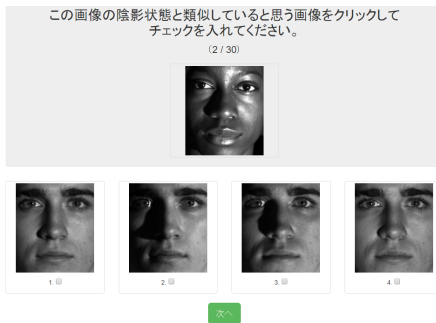 この画像の陰影状態と類似していると思う画像をクリックして
チェックを入れてください。
(2 / 30)
1.
2.
3.
4.
次へ